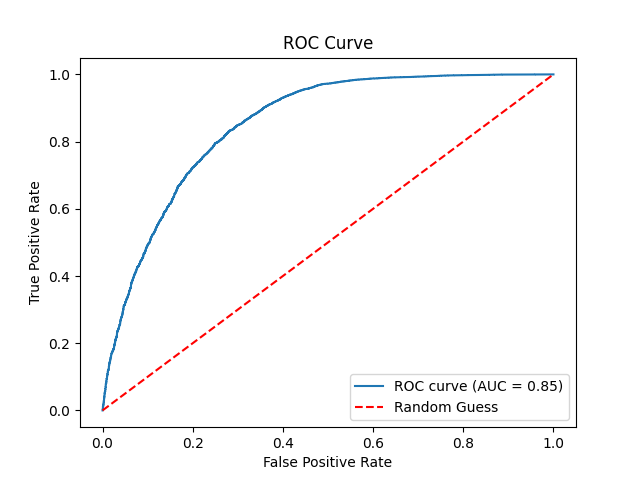 ROC Curve
True Positive Rate
1.0
0.8
0.6
0.4
0.2
0.0
0.0 0.2 0.4 0.6 0.8 1.0
False Positive Rate
ROC curve (AUC = 0.85)
Random Guess